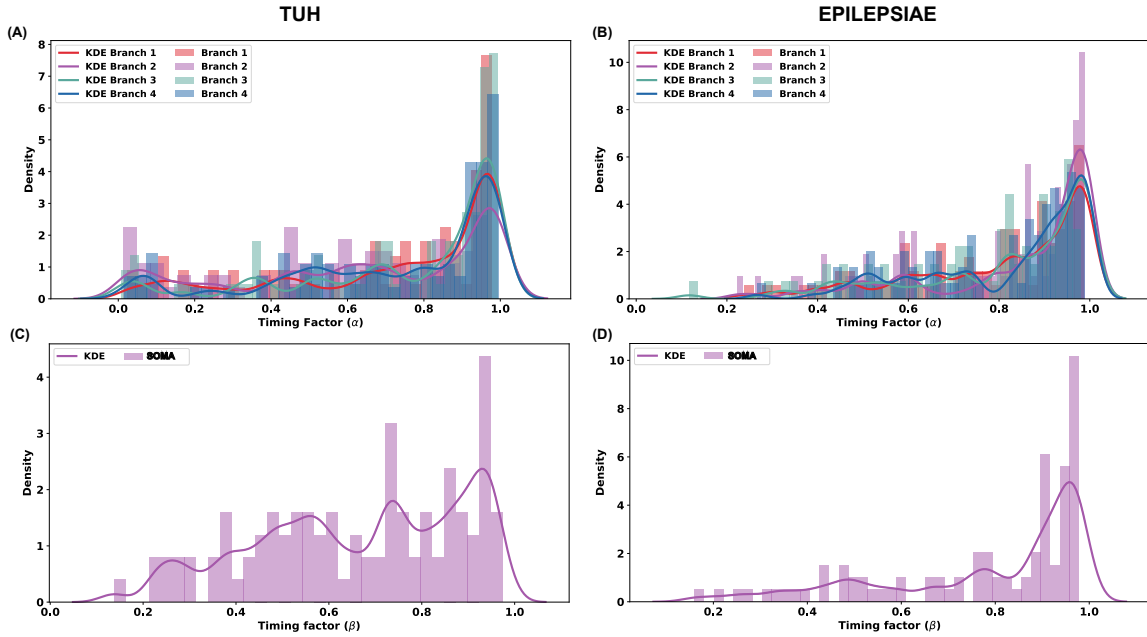 TUH
EPILEPSIAE
(A)
(B)
KDE Branch 1
KDE Branch 2
KDE Branch 3
KDE Branch 4
Branch 1
Branch 2
Branch 3
Branch 4
8
7
6
5
4
3
2
1
0
Density
0.0 0.2 0.4 0.6 0.8 1.0
Timing Factor (α)
KDE Branch 1
KDE Branch 2
KDE Branch 3
KDE Branch 4
Branch 1
Branch 2
Branch 3
Branch 4
10
8
6
4
2
0
Density
0.0 0.2 0.4 0.6 0.8 1.0
Timing Factor (α)
(C)
(D)
KDE SOMA
4
3
2
1
0
Density
0.0 0.2 0.4 0.6 0.8 1.0
Timing factor (β)
KDE SOMA
10
8
6
4
2
0
Density
0.2 0.4 0.6 0.8 1.0
Timing factor (β)